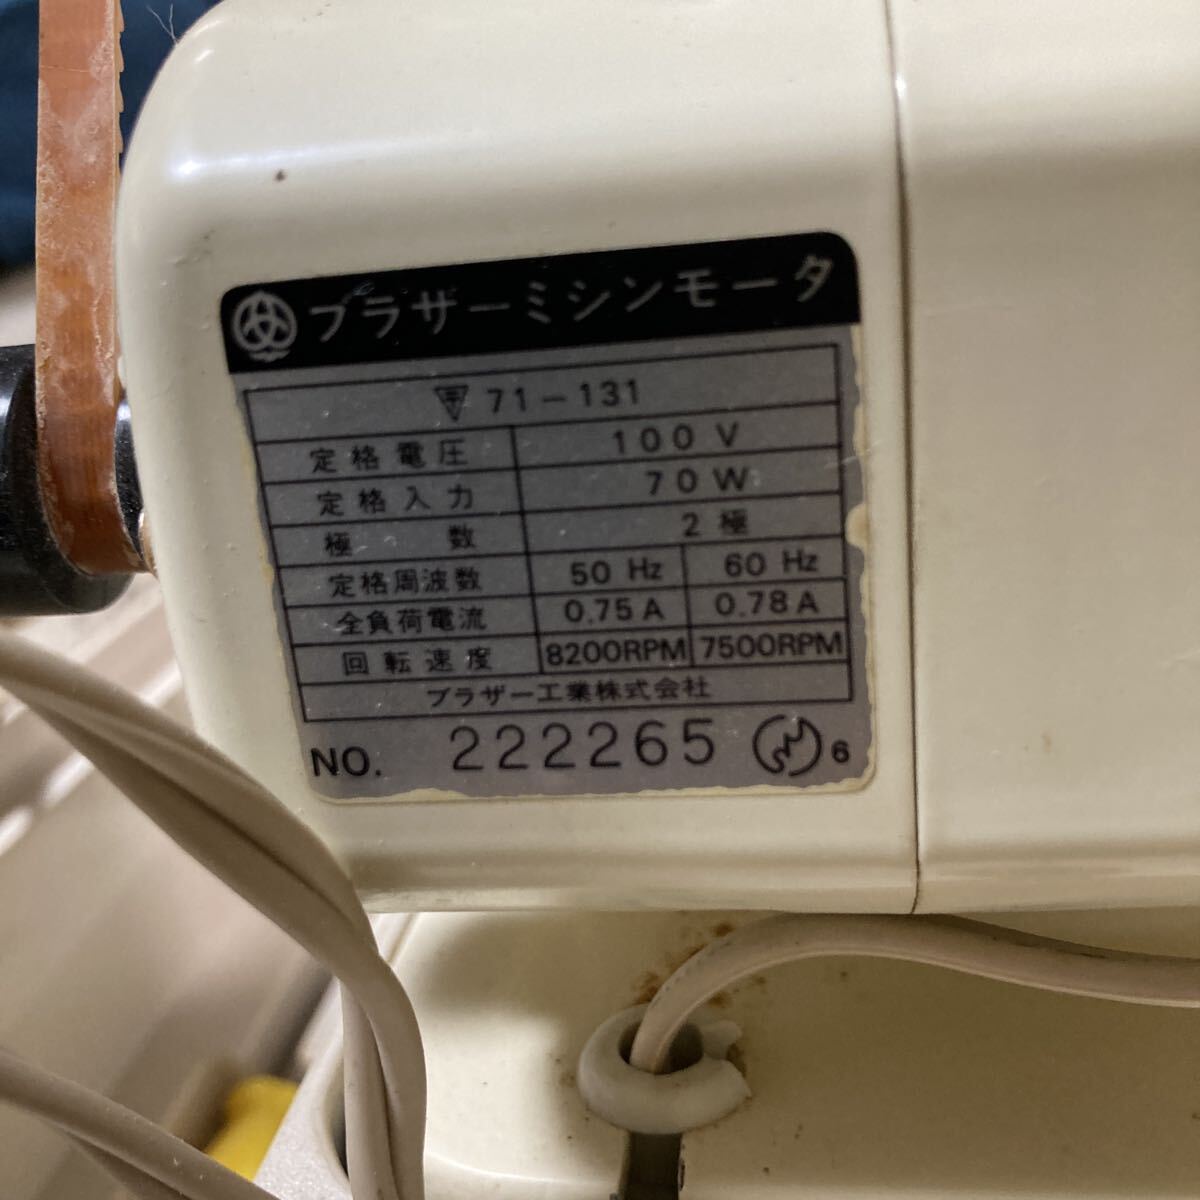 ブラザーミシンモータ
〒 71-131
定格電圧 100 V
定格入力 70W
極数 2極
定格周波数 50 Hz 60 Hz
全負荷電流 0.75A 0.78A
回転速度 8200RPM 7500RPM
ブラザー工業株式会社
NO. 222265 6